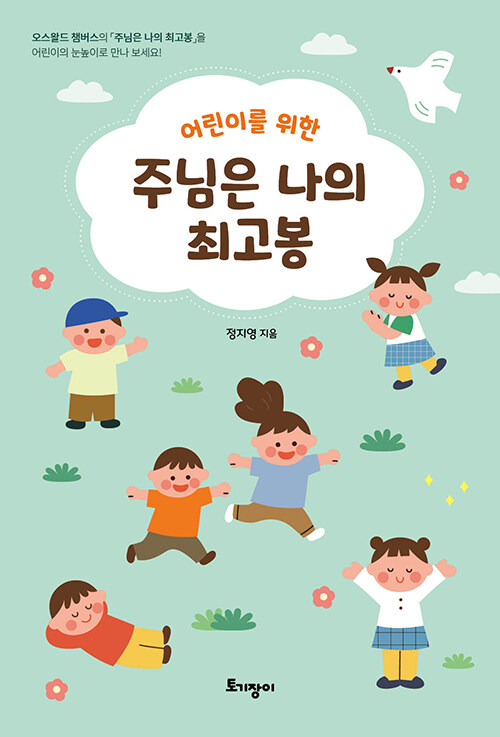 오스왈드 챔버스의 「주님은 나의 최고봉」을
어린이의 눈높이로 만나 보세요!
어린이를 위한
주님은 나의
최고봉
정지영 지음
토기장이